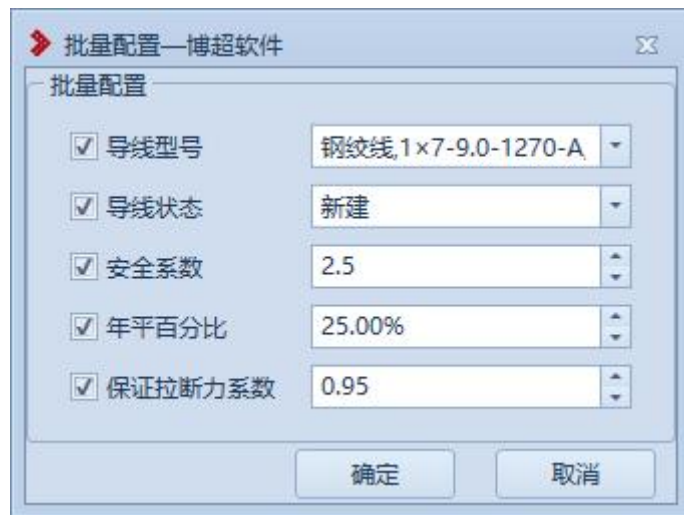 批量配置—博超软件
批量配置
导线型号 钢绞线,1×7-9.0-1270-A,
导线状态 新建
安全系数 2.5
年平百分比 25.00%
保证拉断力系数 0.95
确定 取消